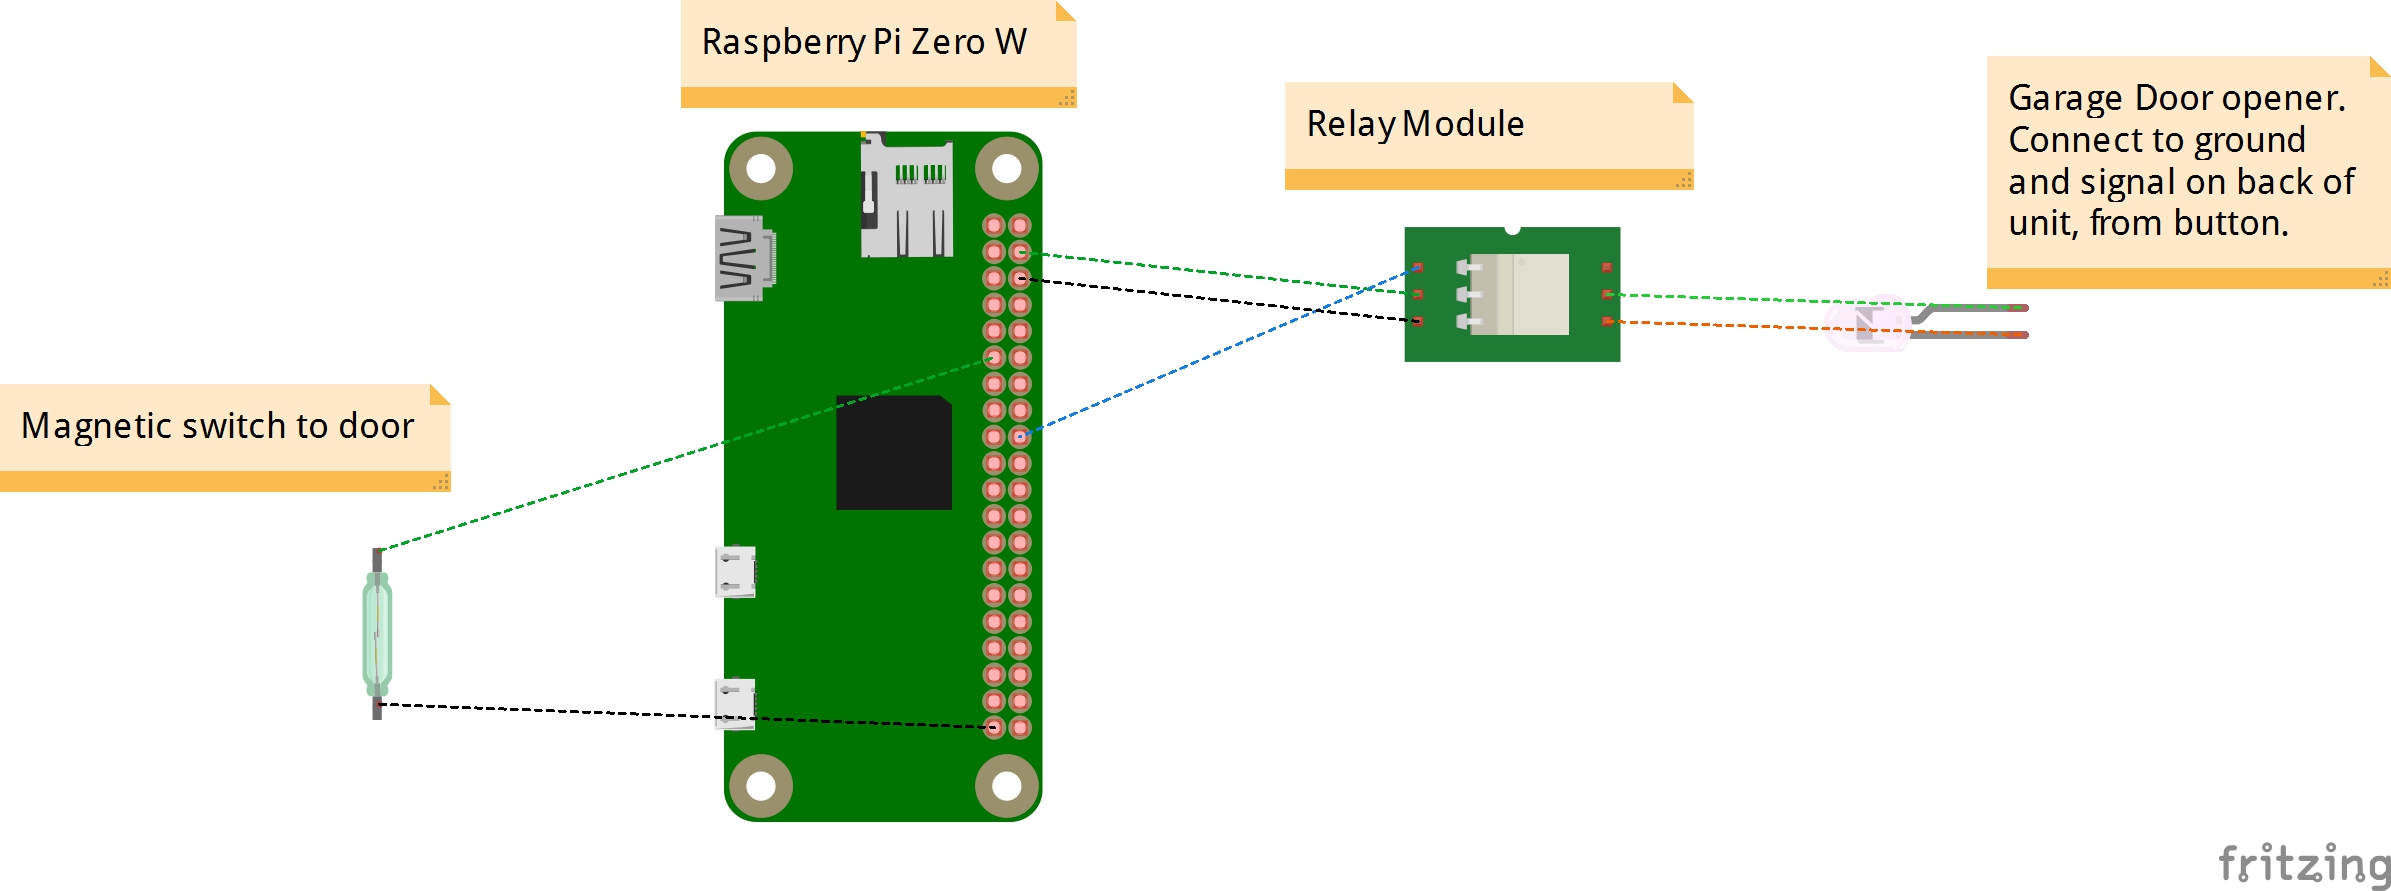 Raspberry Pi Zero W
Relay Module
Garage Door opener.
Connect to ground
and signal on back of
unit, from button.
Magnetic switch to door
fritzing